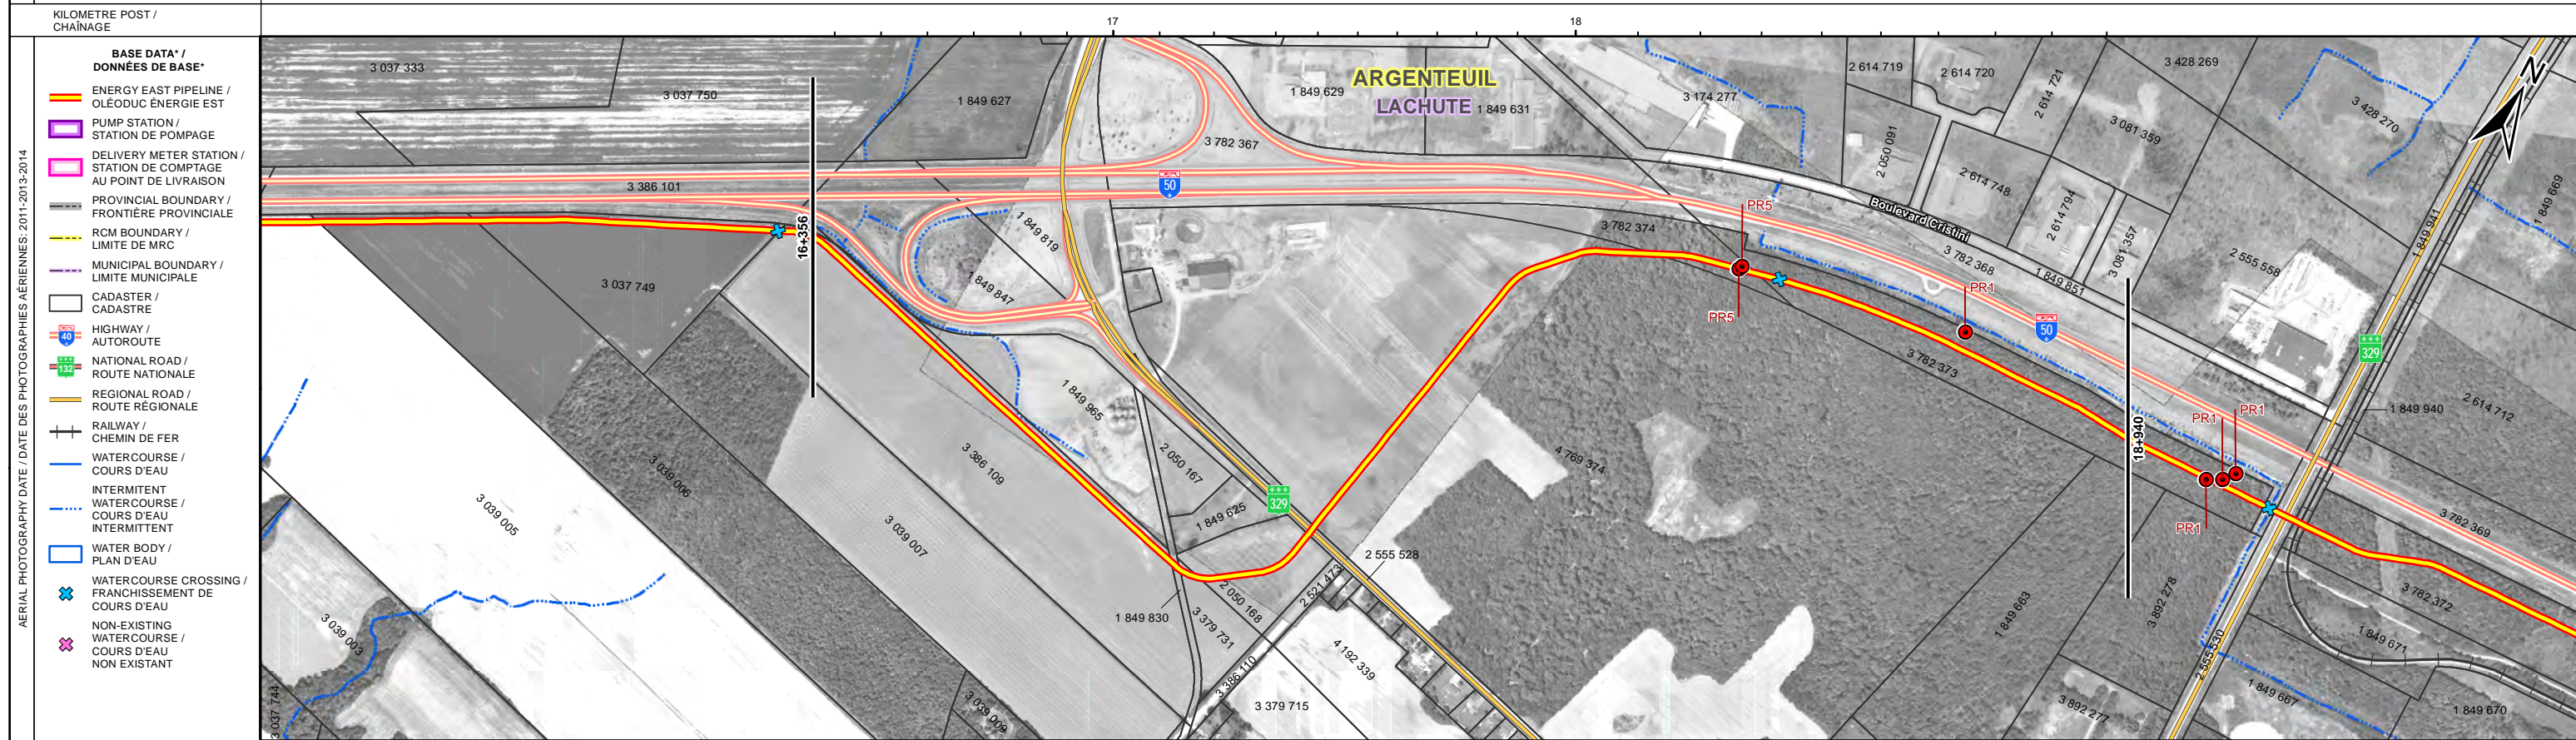 KILOMETRE POST /
CHAÎNAGE
17
18
AERIAL PHOTOGRAPHY DATE / DATE DES PHOTOGRAPHIES AÉRIENNES: 2011-2013-2014
BASE DATA* /
DONNÉES DE BASE*
ENERGY EAST PIPELINE /
OLÉODUC ÉNERGIE EST
PUMP STATION /
STATION DE POMPAGE
DELIVERY METER STATION /
STATION DE COMPTAGE
AU POINT DE LIVRAISON
PROVINCIAL BOUNDARY /
FRONTIÈRE PROVINCIALE
RCM BOUNDARY /
LIMITE DE MRC
MUNICIPAL BOUNDARY /
LIMITE MUNICIPALE
CADASTER /
CADASTRE
40
HIGHWAY /
AUTOROUTE
132
NATIONAL ROAD /
ROUTE NATIONALE
REGIONAL ROAD /
ROUTE RÉGIONALE
RAILWAY /
CHEMIN DE FER
WATERCOURSE /
COURS D'EAU
INTERMITENT
WATERCOURSE /
COURS D'EAU
INTERMITTENT
WATER BODY /
PLAN D'EAU
WATERCOURSE CROSSING /
FRANCHISSEMENT DE
COURS D'EAU
NON-EXISTING
WATERCOURSE /
COURS D'EAU
NON EXISTANT
3 037 333
3 037 750
1 849 627
1 849 629
ARGENTEUIL
LACHUTE
1 849 631
3 174 277
2 614 719
2 614 720
2 614 721
3 428 269
3 428 270
3 081 359
N
3 782 367
2 050 091
2 614 748
2 614 794
3 081 357
1 849 669
1 849 941
3 386 101
50
Boulevard Cristini
PR5
3 782 374
1 849 819
16+356
3 782 368
1 849 851
2 555 558
3 037 749
1 849 847
PR5
PR1
50
329
3 782 373
1 849 965
1 849 940
2 614 712
PR1
PR1
18+940
3 386 109
2 050 167
4 769 374
3 039 006
3 039 005
329
1 849 625
3 039 007
PR1
3 782 369
2 555 528
2 521 473
3 892 278
1 849 663
3 782 372
1 849 830
2 050 168
3 379 731
3 039 003
4 192 339
1 849 671
2 555 530
3 386 110
3 037 744
3 039 009
3 379 715
1 849 667
3 892 277
1 849 670